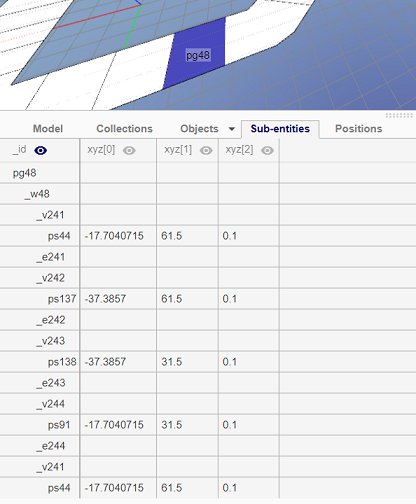 pg48
Model Collections Objects Sub-entities Positions
_id xyz[0] xyz[1] xyz[2]
pg48
_w48
_v241
ps44 -17.7040715 61.5 0.1
_e241
_v242
ps137 -37.3857 61.5 0.1
_e242
_v243
ps138 -37.3857 31.5 0.1
_e243
_v244
ps91 -17.7040715 31.5 0.1
_e244
_v241
ps44 -17.7040715 61.5 0.1